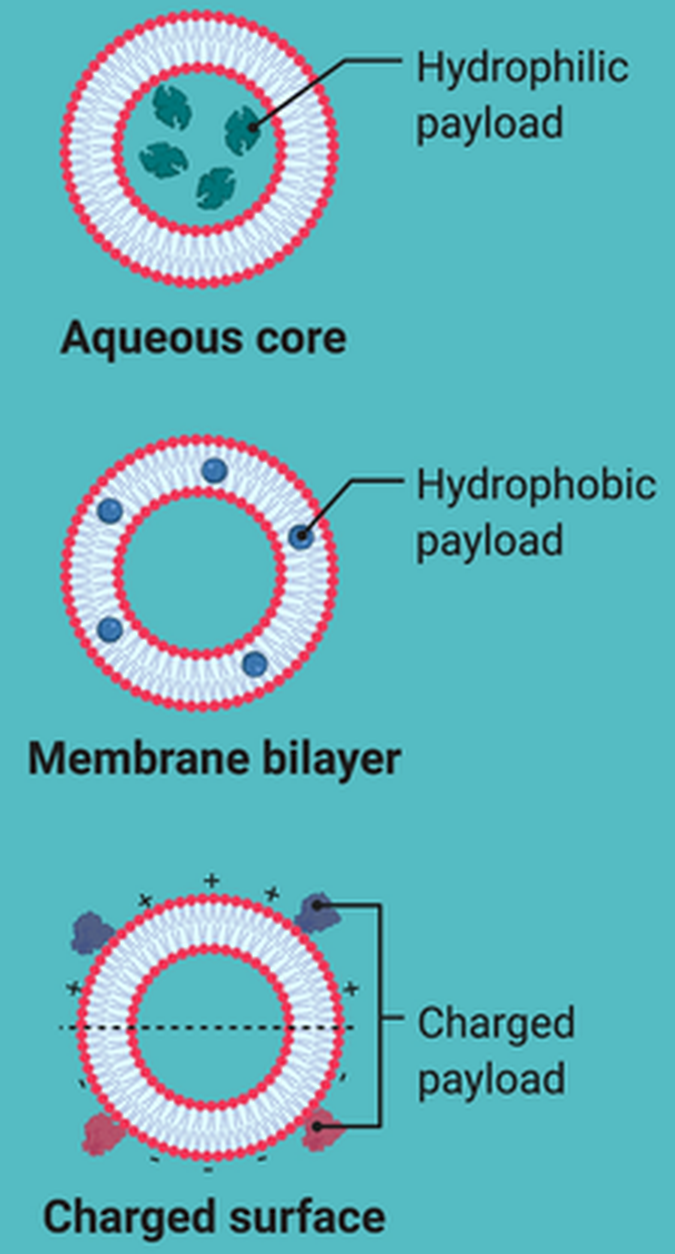 Hydrophilic
payload
Aqueous core
Hydrophobic
payload
Membrane bilayer
+
+ +
+ +
Charged
payload
- -
- - -
Charged surface